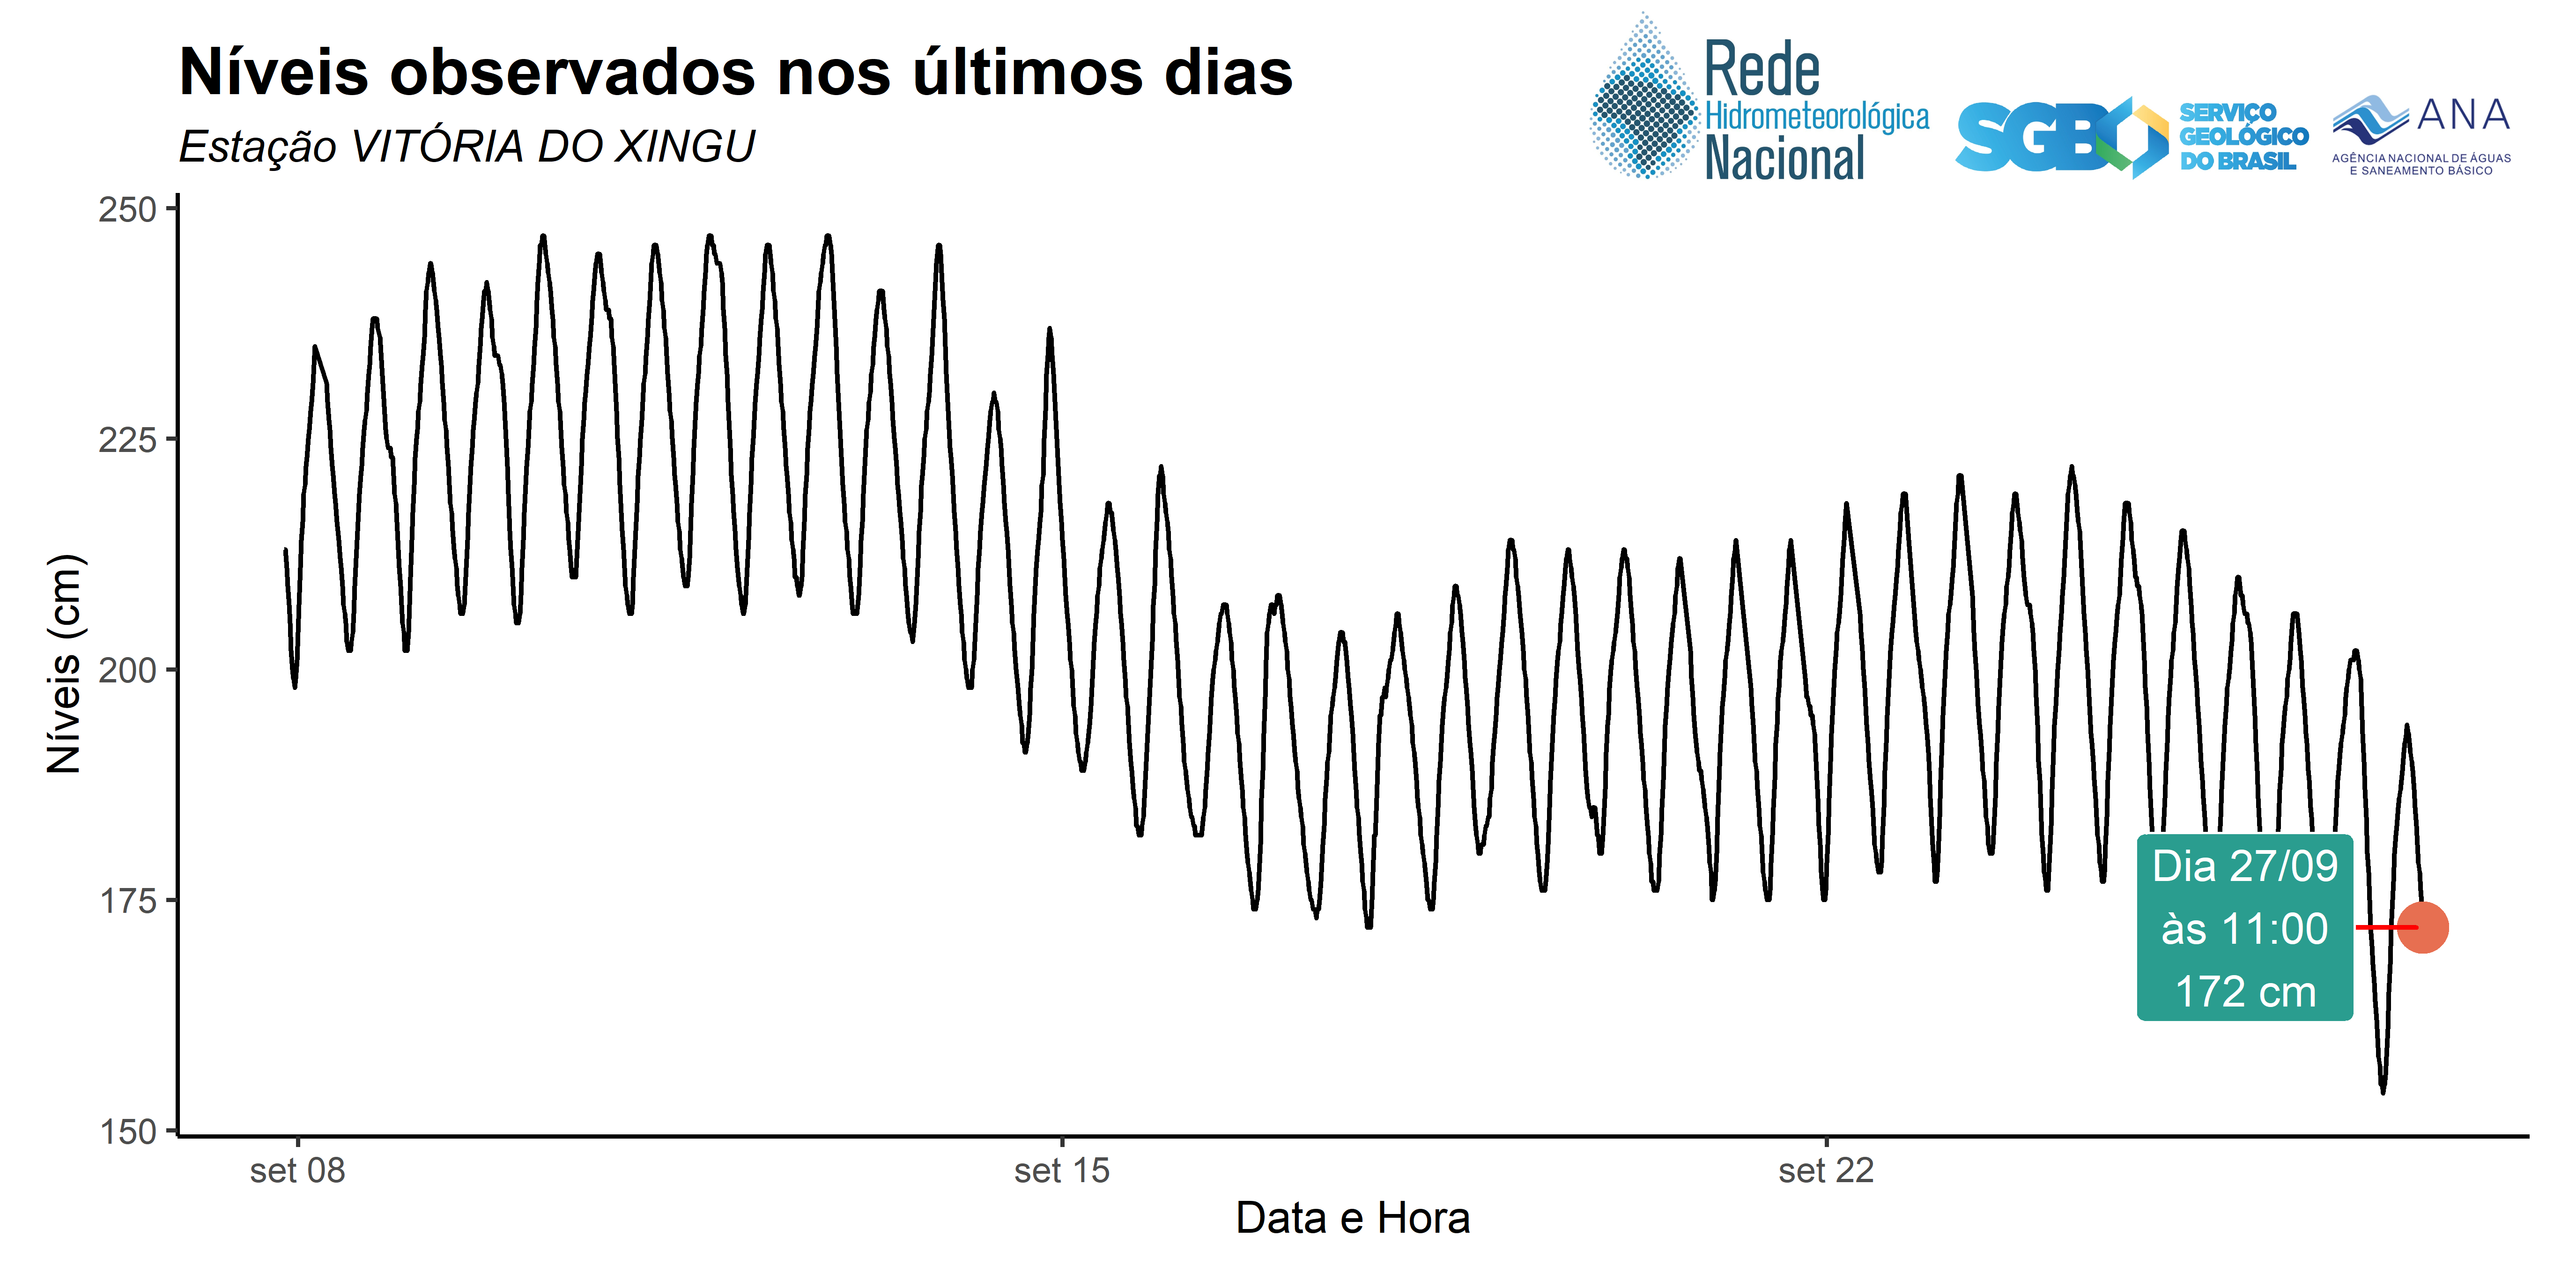 Níveis observados nos últimos dias
Estação VITÓRIA DO XINGU
Rede
Hidrometeorológica
Nacional
SGB
SERVIÇO
GEOLÓGICO
DO BRASIL
ANA
AGÊNCIA NACIONAL DE ÁGUAS
E SANEAMENTO BÁSICO
Níveis (cm)
250
225
200
175
150
Dia 27/09
às 11:00
172 cm
set 08
set 15
set 22
Data e Hora